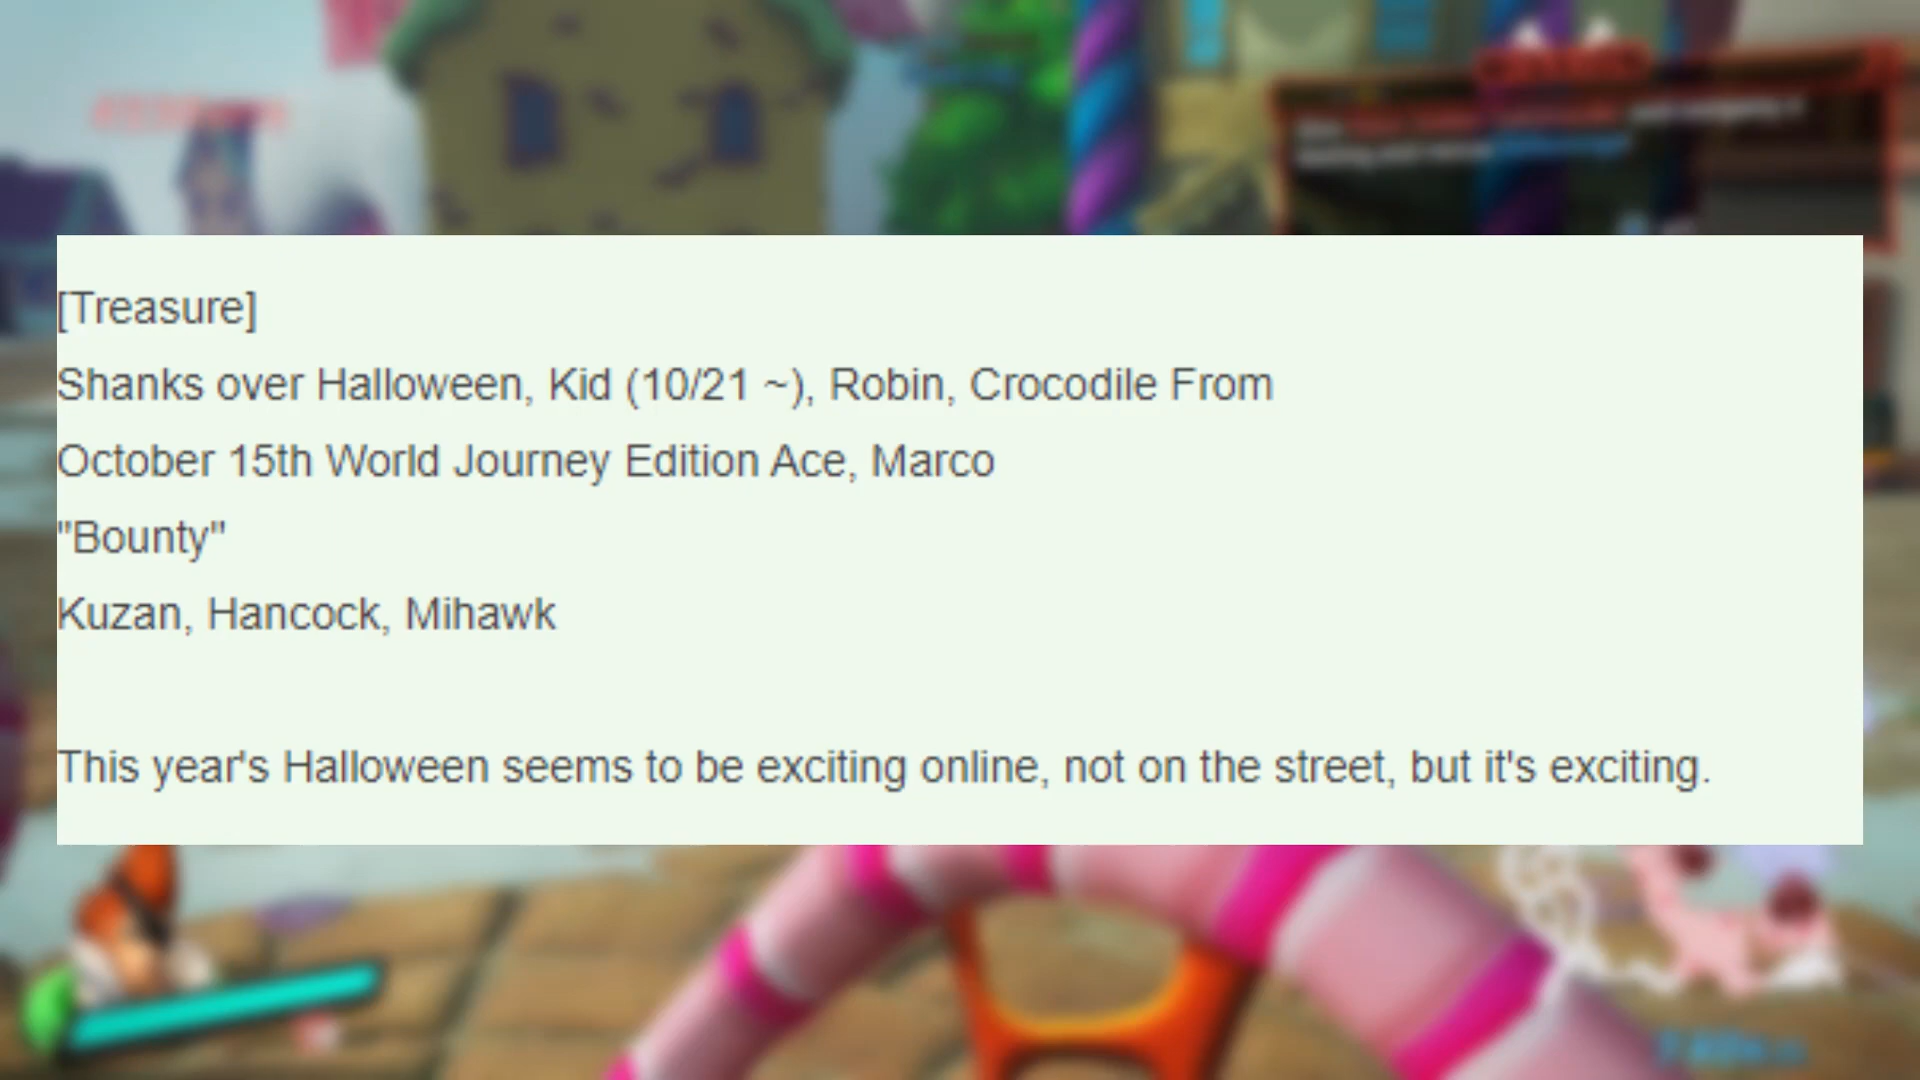 [Treasure]
Shanks over Halloween, Kid (10/21 ~), Robin, Crocodile From
October 15th World Journey Edition Ace, Marco
"Bounty"
Kuzan, Hancock, Mihawk
This year's Halloween seems to be exciting online, not on the street, but it's exciting.